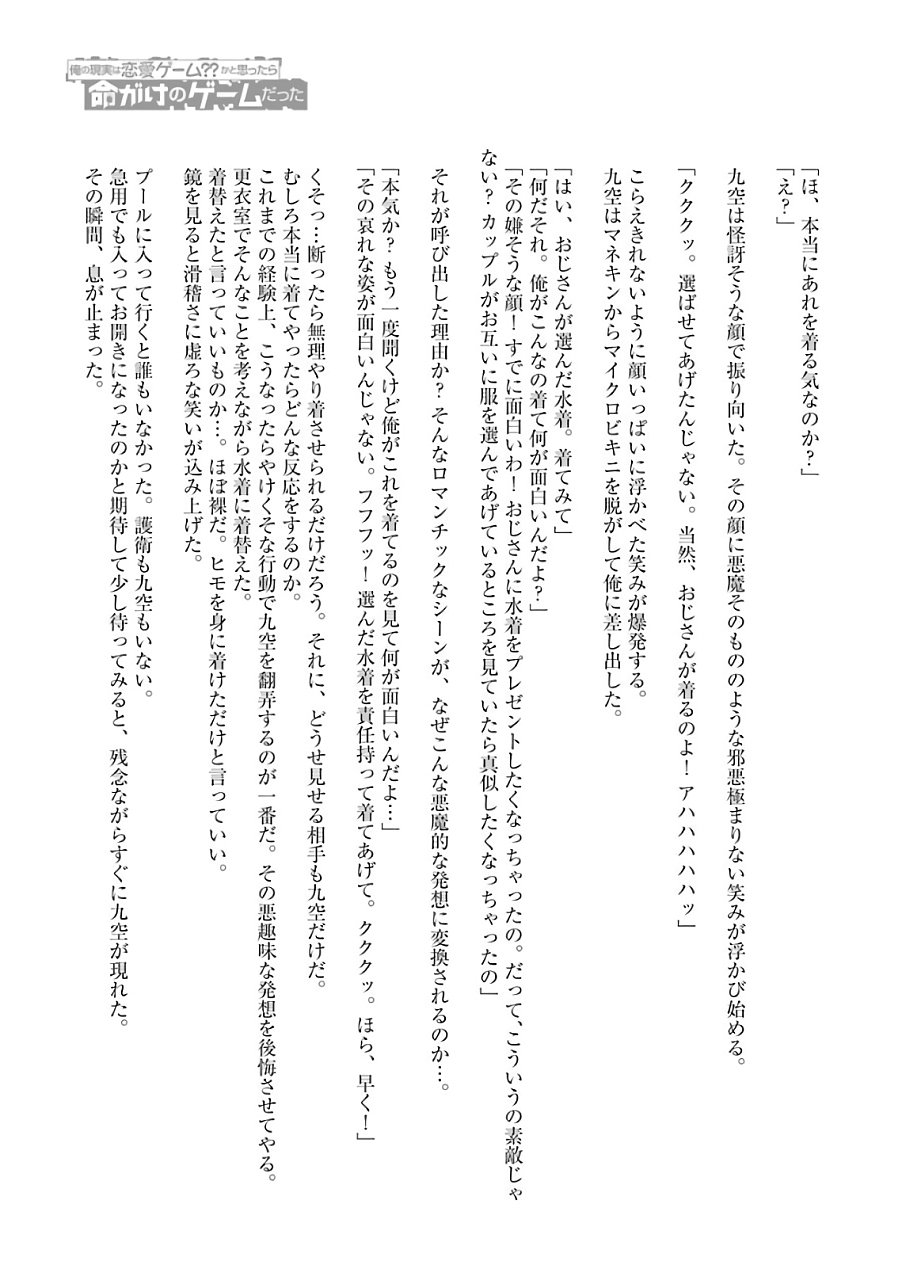 俺の現実は恋愛ゲーム??かと思ったら
命がけのゲームだった
「ほ、本当にあれを着る気なのか?」
「え?」
九空は怪訝そうな顔で振り向いた。その顔に悪魔そのもののような邪悪極まりない笑みが浮かび始める。
「ククククッ。選ばせてあげたんじゃない。当然、おじさんが着るのよ! アハハハハハッ」
こらえきれないように顔いっぱいに浮かべた笑みが爆発する。
九空はマネキンからマイクロビキニを脱がして俺に差し出した。
「はい、おじさんが選んだ水着。着てみて」
「何だそれ。俺がこんなの着て何が面白いんだよ?」
「その嫌そうな顔! すでに面白いわ! おじさんに水着をプレゼントしたくなっちゃったの。だって、こういうの素敵じゃ
ない? カップルがお互いに服を選んであげているところを見ていたら真似したくなっちゃったの」
それが呼び出した理由か? そんなロマンチックなシーンが、なぜこんな悪魔的な発想に変換されるのか…。
「本気か? もう一度聞くけど俺がこれを着てるのを見て何が面白いんだよ…」
「その哀れな姿が面白いんじゃない。フフフッ! 選んだ水着を責任持って着てあげて。ククククッ。ほら、早く!」
くそっ…断ったら無理やり着させられるだけだろう。それに、どうせ見せる相手も九空だけだ。
むしろ本当に着てやったらどんな反応をするのか。
これまでの経験上、こうなったらやけくそな行動で九空を翻弄するのが一番だ。その悪趣味な発想を後悔させてやる。
更衣室でそんなことを考えながら水着に着替えた。
着替えたと言っていいものか…。ほぼ裸だ。ヒモを身に着けただけと言っていい。
鏡を見ると滑稽さに虚ろな笑いが込み上げた。
プールに入って行くと誰もいなかった。護衛も九空もいない。
急用でも入ってお開きになったのかと期待して少し待ってみると、残念ながらすぐに九空が現れた。
その瞬間、息が止まった。